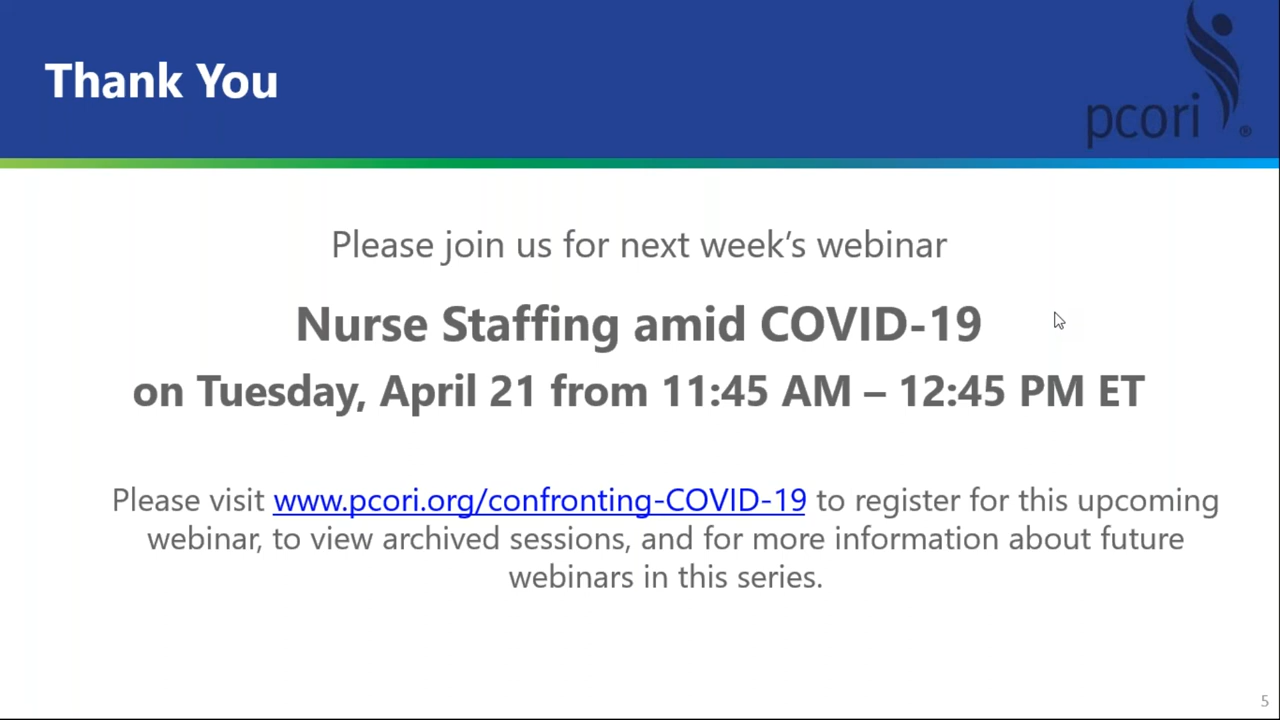 Thank You
pcori®
Please join us for next week’s webinar
Nurse Staffing amid COVID-19
on Tuesday, April 21 from 11:45 AM – 12:45 PM ET
Please visit www.pcori.org/confronting-COVID-19 to register for this upcoming
webinar, to view archived sessions, and for more information about future
webinars in this series.
5